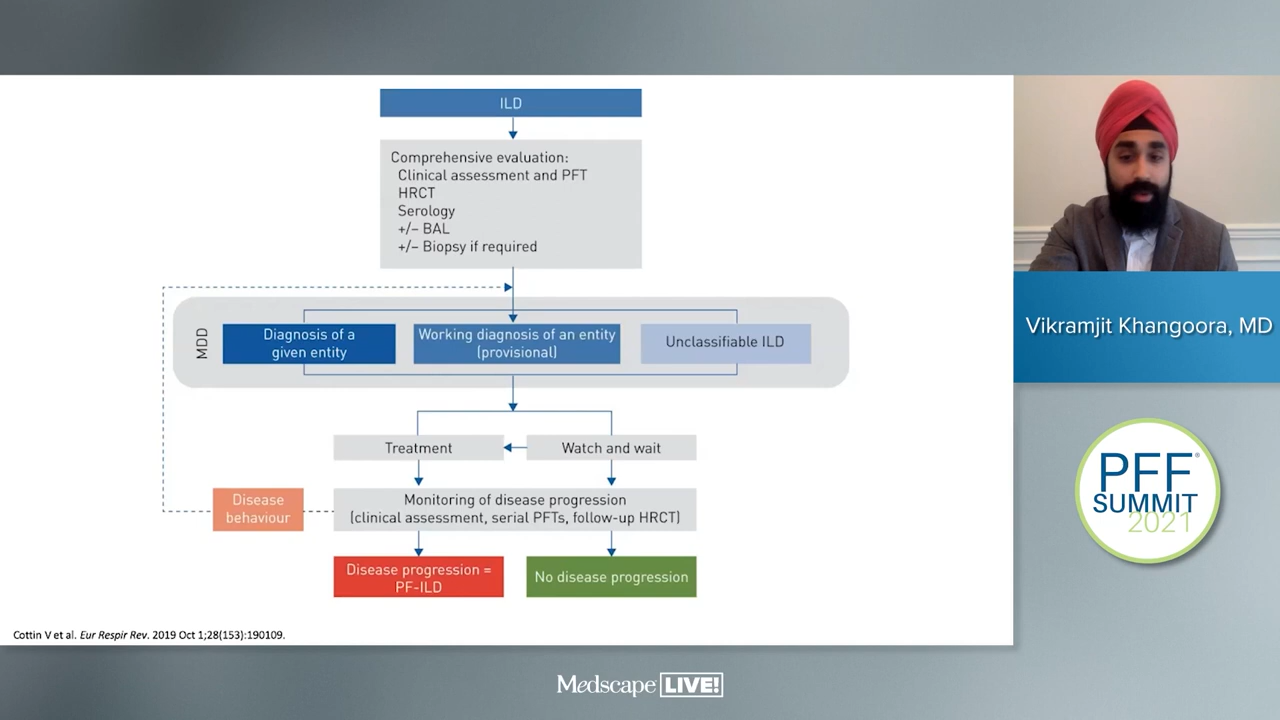 ILD
Comprehensive evaluation:
Clinical assessment and PFT
HRCT
Serology
+/– BAL
+/– Biopsy if required
MDD
Diagnosis of a
given entity
Working diagnosis of an entity
(provisional)
Unclassifiable ILD
Treatment
Watch and wait
Disease
behaviour
Monitoring of disease progression
(clinical assessment, serial PFTs, follow-up HRCT)
Disease progression =
PF-ILD
No disease progression
Cottin V et al. Eur Respir Rev. 2019 Oct 1;28(153):190109.
Vikramjit Khangoora, MD
PFF®
SUMMIT
2021
Medscape LIVE!